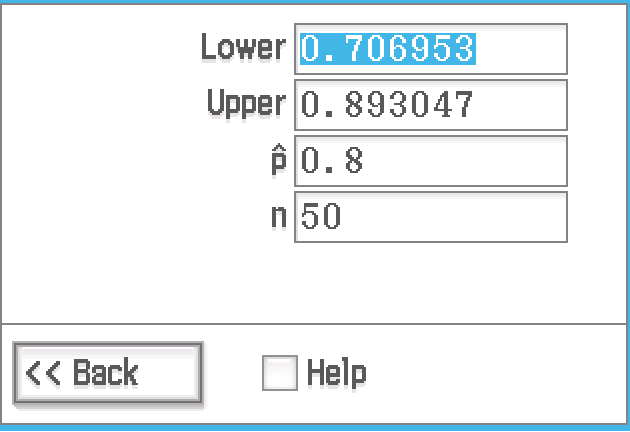 Lower 0.706953
Upper 0.893047
p̂ 0.8
n 50
<< Back Help